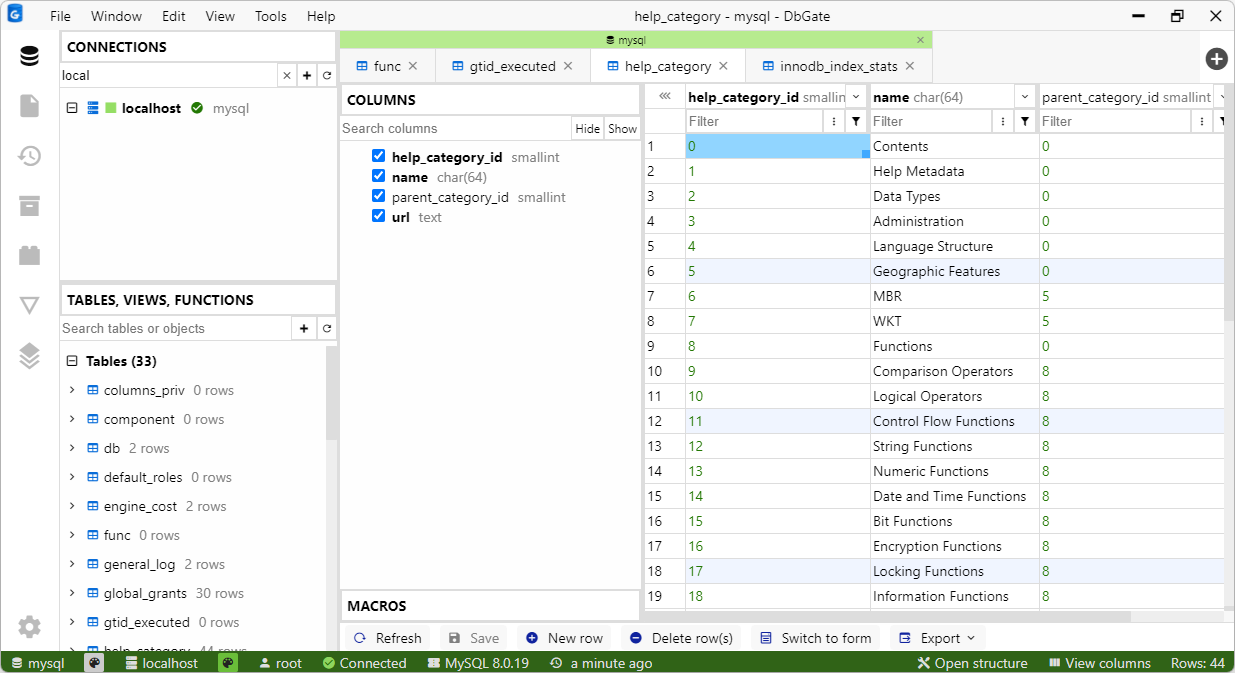 File Window Edit View Tools Help help_category - mysql - DbGate
CONNECTIONS
local
localhost mysql
TABLES, VIEWS, FUNCTIONS
Search tables or objects
Tables (33)
columns_priv 0 rows
component 0 rows
db 2 rows
default_roles 0 rows
engine_cost 2 rows
func 0 rows
general_log 2 rows
global_grants 30 rows
gtid_executed 0 rows
help_category 44 rows
mysql
func gtid_executed help_category innodb_index_stats
COLUMNS
Search columns Hide Show
help_category_id smallint
name char(64)
parent_category_id smallint
url text
MACROS
help_category_id smallin name char(64) parent_category_id smallint
Filter Filter Filter
1 0 Contents 0
2 1 Help Metadata 0
3 2 Data Types 0
4 3 Administration 0
5 4 Language Structure 0
6 5 Geographic Features 0
7 6 MBR 5
8 7 WKT 5
9 8 Functions 0
10 9 Comparison Operators 8
11 10 Logical Operators 8
12 11 Control Flow Functions 8
13 12 String Functions 8
14 13 Numeric Functions 8
15 14 Date and Time Functions 8
16 15 Bit Functions 8
17 16 Encryption Functions 8
18 17 Locking Functions 8
19 18 Information Functions 8
Refresh Save New row Delete row(s) Switch to form Export
mysql localhost root Connected MySQL 8.0.19 a minute ago Open structure View columns Rows: 44